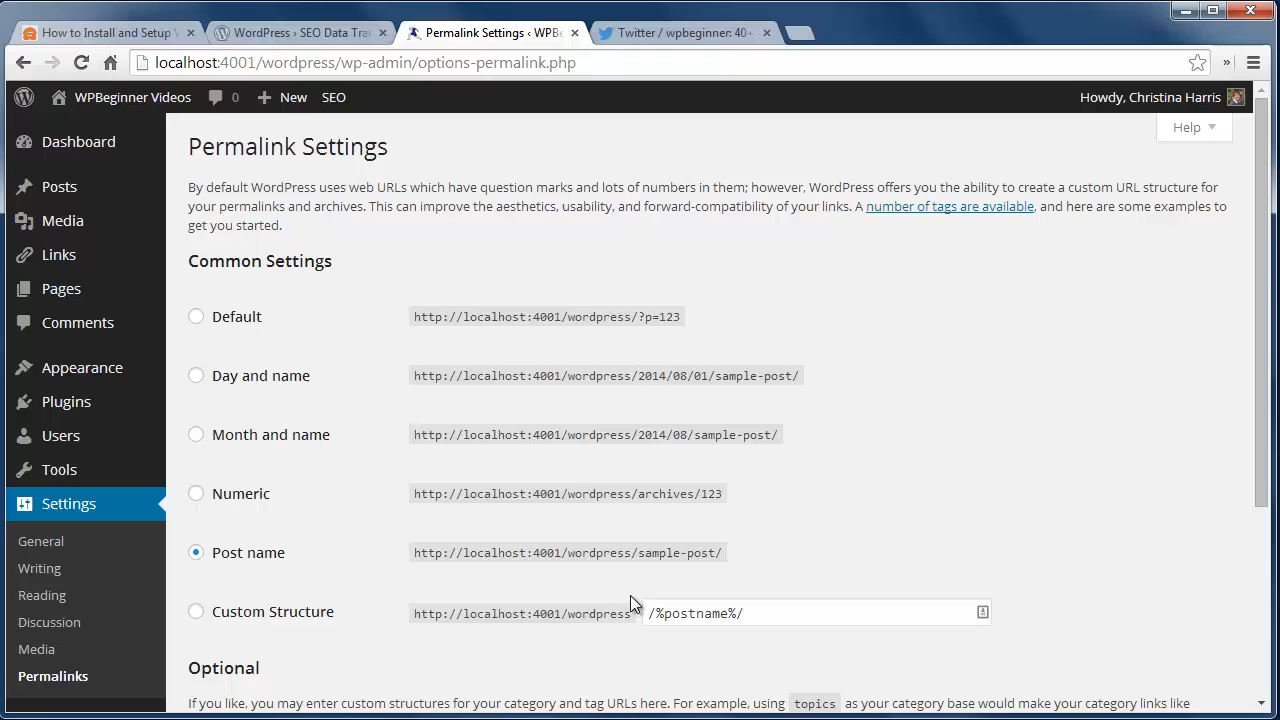 How to Install and Setup
WordPress › SEO Data Tra
Permalink Settings ‹ WPBe
Twitter / wpbeginner: 40+
localhost:4001/wordpress/wp-admin/options-permalink.php
WPBeginner Videos
0
New
SEO
Howdy, Christina Harris
Help
Dashboard
Posts
Media
Links
Pages
Comments
Appearance
Plugins
Users
Tools
Settings
General
Writing
Reading
Discussion
Media
Permalinks
Permalink Settings
By default WordPress uses web URLs which have question marks and lots of numbers in them; however, WordPress offers you the ability to create a custom URL structure for
your permalinks and archives. This can improve the aesthetics, usability, and forward-compatibility of your links. A number of tags are available, and here are some examples to
get you started.
Common Settings
Default http://localhost:4001/wordpress/?p=123
Day and name http://localhost:4001/wordpress/2014/08/01/sample-post/
Month and name http://localhost:4001/wordpress/2014/08/sample-post/
Numeric http://localhost:4001/wordpress/archives/123
Post name http://localhost:4001/wordpress/sample-post/
Custom Structure http://localhost:4001/wordpress /%postname%/
Optional
If you like, you may enter custom structures for your category and tag URLs here. For example, using topics as your category base would make your category links like